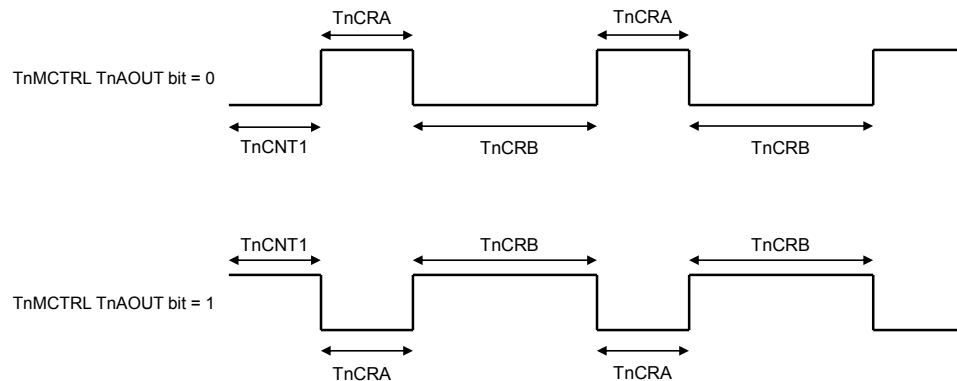 TnCRA TnCRA
TnMCTRL TnAOUT bit = 0
TnCNT1 TnCRB TnCRB
TnCNT1 TnCRB TnCRB
TnMCTRL TnAOUT bit = 1
TnCRA TnCRA